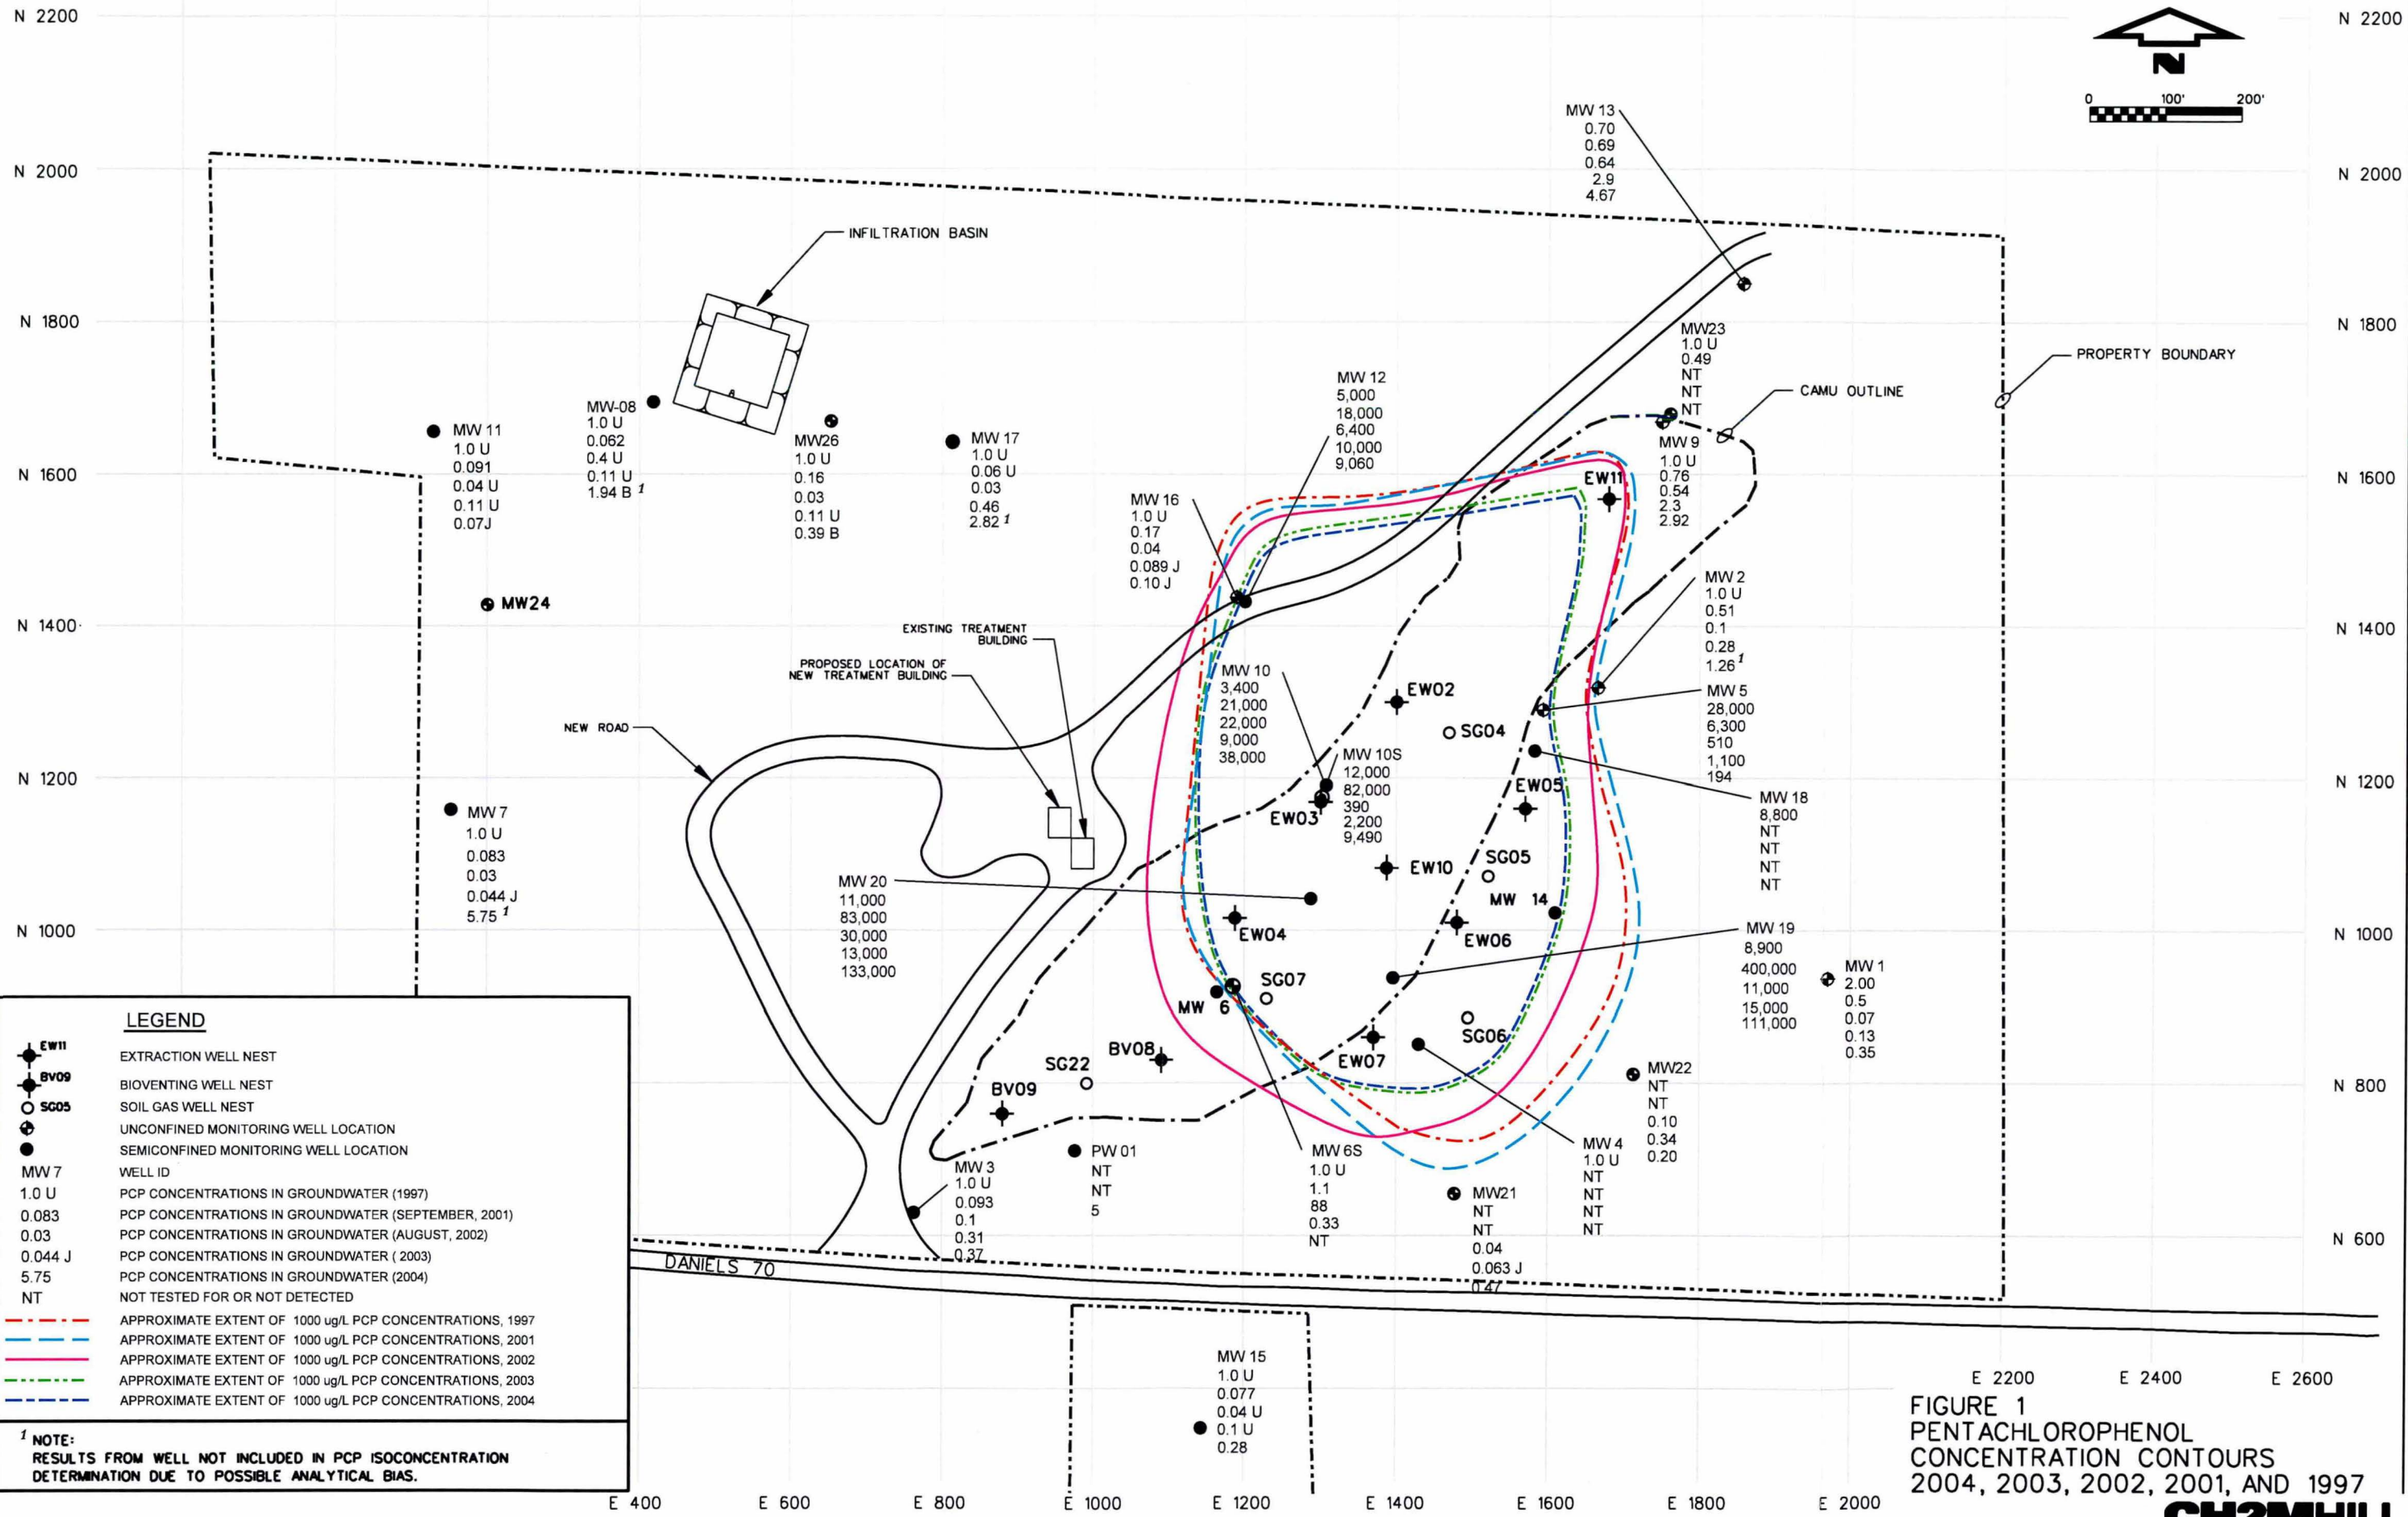 N 2200
N 2200
N
0 100' 200'
MW 13
0.70
0.69
0.64
2.9
4.67
N 2000
N 2000
INFILTRATION BASIN
N 1800
N 1800
MW23
1.0 U
0.49
NT
NT
NT
PROPERTY BOUNDARY
CAMU OUTLINE
MW 12
5,000
18,000
6,400
10,000
9,060
MW 11
1.0 U
0.091
0.04 U
0.11 U
0.07J
MW-08
1.0 U
0.062
0.4 U
0.11 U
1.94 B 1
MW26
1.0 U
0.16
0.03
0.11 U
0.39 B
MW 17
1.0 U
0.06 U
0.03
0.46
2.82 1
MW 9
1.0 U
0.76
0.54
2.3
2.92
N 1600
N 1600
EW11
MW 16
1.0 U
0.17
0.04
0.089 J
0.10 J
MW 2
1.0 U
0.51
0.1
0.28
1.26 1
MW24
N 1400
N 1400
EXISTING TREATMENT
BUILDING
PROPOSED LOCATION OF
NEW TREATMENT BUILDING
MW 10
3,400
21,000
22,000
9,000
38,000
EW02
SG04
MW 5
28,000
6,300
510
1,100
194
NEW ROAD
MW 10S
12,000
82,000
390
2,200
9,490
N 1200
N 1200
EW05
EW03
MW 18
8,800
NT
NT
NT
NT
MW 7
1.0 U
0.083
0.03
0.044 J
5.75 1
SG05
EW10
MW 20
11,000
83,000
30,000
13,000
133,000
MW 14
EW04
EW06
N 1000
N 1000
MW 19
8,900
400,000
11,000
15,000
111,000
MW 1
2.00
0.5
0.07
0.13
0.35
SG07
MW 6
SG06
EW07
BV08
SG22
BV09
MW22
NT
NT
0.10
0.34
0.20
N 800
MW 4
1.0 U
NT
NT
NT
NT
PW 01
NT
NT
5
MW 3
1.0 U
0.093
0.1
0.31
0.37
MW 6S
1.0 U
1.1
88
0.33
NT
MW21
NT
NT
0.04
0.063 J
0.47
N 600
DANIELS 70
MW 15
1.0 U
0.077
0.04 U
0.1 U
0.28
LEGEND
EW11 EXTRACTION WELL NEST
BV09 BIOVENTING WELL NEST
SG05 SOIL GAS WELL NEST
UNCONFINED MONITORING WELL LOCATION
SEMICONFINED MONITORING WELL LOCATION
MW 7 WELL ID
1.0 U PCP CONCENTRATIONS IN GROUNDWATER (1997)
0.083 PCP CONCENTRATIONS IN GROUNDWATER (SEPTEMBER, 2001)
0.03 PCP CONCENTRATIONS IN GROUNDWATER (AUGUST, 2002)
0.044 J PCP CONCENTRATIONS IN GROUNDWATER ( 2003)
5.75 PCP CONCENTRATIONS IN GROUNDWATER (2004)
NT NOT TESTED FOR OR NOT DETECTED
APPROXIMATE EXTENT OF 1000 ug/L PCP CONCENTRATIONS, 1997
APPROXIMATE EXTENT OF 1000 ug/L PCP CONCENTRATIONS, 2001
APPROXIMATE EXTENT OF 1000 ug/L PCP CONCENTRATIONS, 2002
APPROXIMATE EXTENT OF 1000 ug/L PCP CONCENTRATIONS, 2003
APPROXIMATE EXTENT OF 1000 ug/L PCP CONCENTRATIONS, 2004
1 NOTE:
RESULTS FROM WELL NOT INCLUDED IN PCP ISOCONCENTRATION
DETERMINATION DUE TO POSSIBLE ANALYTICAL BIAS.
E 2200 E 2400 E 2600
E 400 E 600 E 800 E 1000 E 1200 E 1400 E 1600 E 1800 E 2000
FIGURE 1
PENTACHLOROPHENOL
CONCENTRATION CONTOURS
2004, 2003, 2002, 2001, AND 1997
CH2MHILL